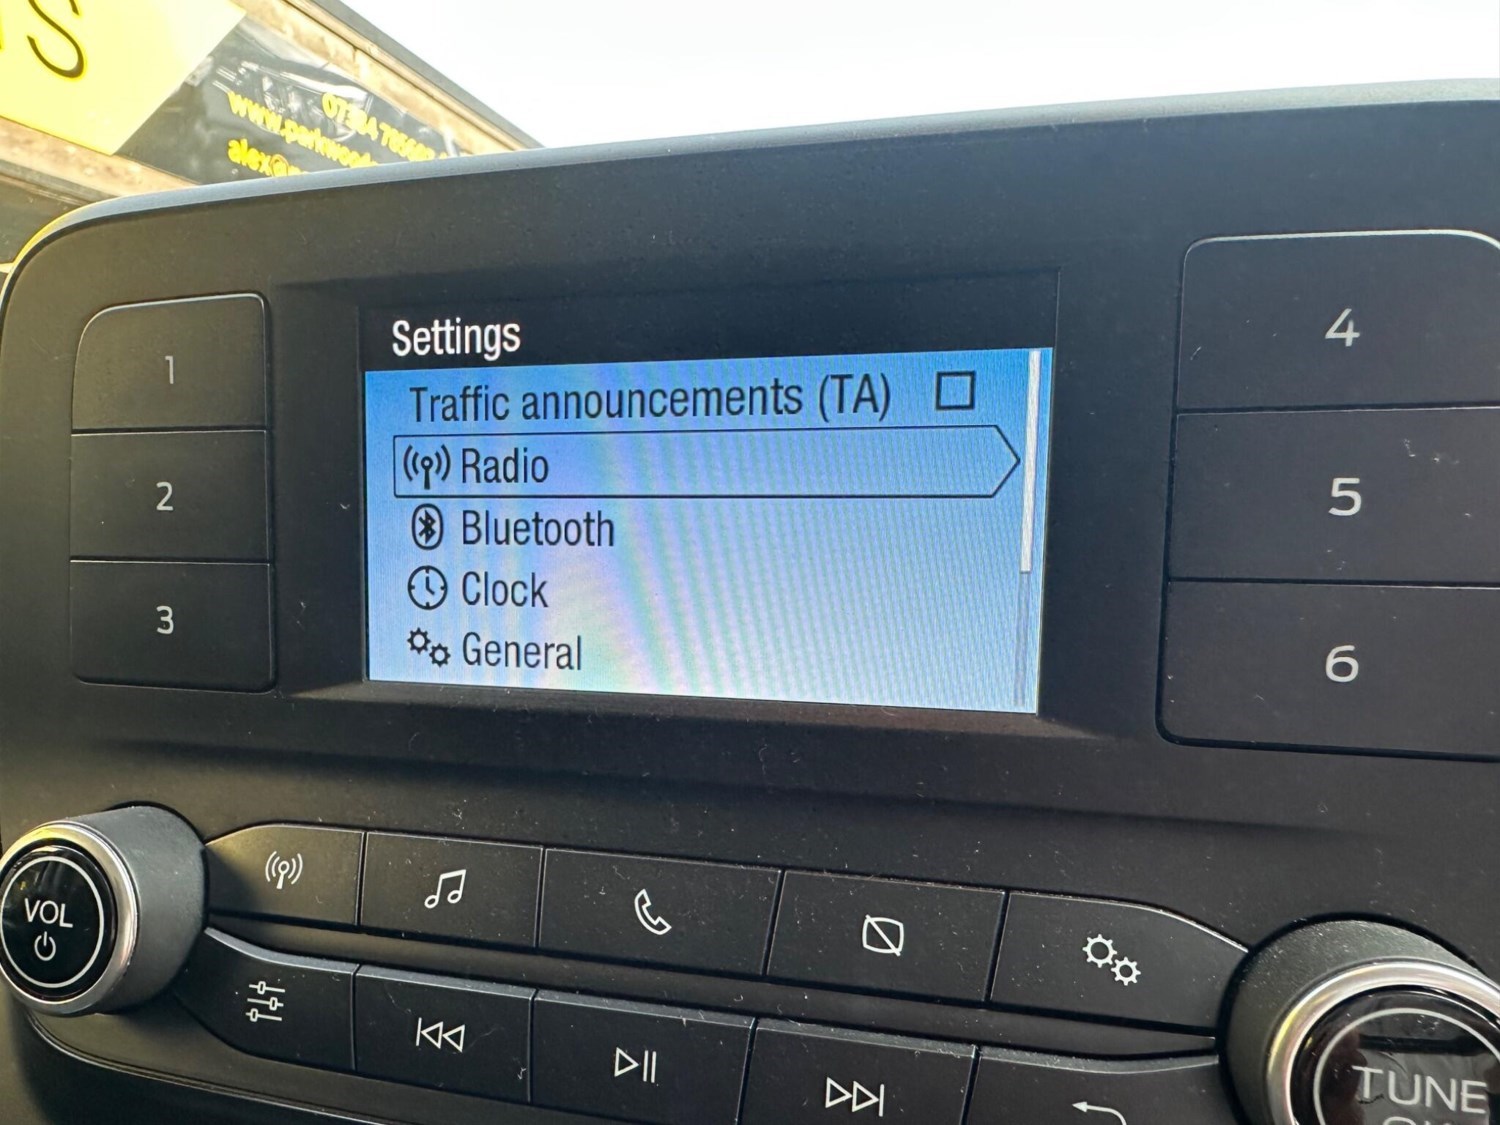 Settings
Traffic announcements (TA)
Radio
Bluetooth
Clock
General
1
2
3
4
5
6
VOL
TUNE